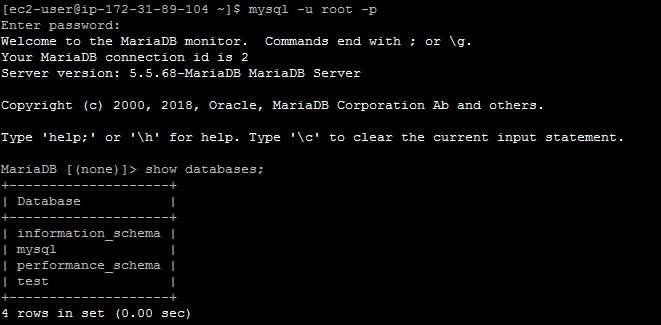 [ec2-user@ip-172-31-89-104 ~]$ mysql -u root -p
Enter password:
Welcome to the MariaDB monitor.  Commands end with ; or \g.
Your MariaDB connection id is 2
Server version: 5.5.68-MariaDB MariaDB Server

Copyright (c) 2000, 2018, Oracle, MariaDB Corporation Ab and others.

Type 'help;' or '\h' for help. Type '\c' to clear the current input statement.

MariaDB [(none)]> show databases;
+--------------------+
| Database           |
+--------------------+
| information_schema |
| mysql              |
| performance_schema |
| test               |
+--------------------+
4 rows in set (0.00 sec)